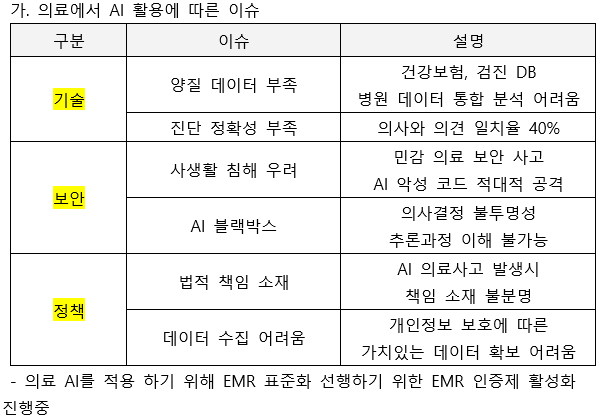 가. 의료에서 AI 활용에 따른 이슈
구분 이슈 설명
기술
양질 데이터 부족
건강보험, 검진 DB
병원 데이터 통합 분석 어려움
진단 정확성 부족
의사와 의견 일치율 40%
보안
사생활 침해 우려
민감 의료 보안 사고
AI 악성 코드 적대적 공격
AI 블랙박스
의사결정 불투명성
추론과정 이해 불가능
정책
법적 책임 소재
AI 의료사고 발생시
책임 소재 불분명
데이터 수집 어려움
개인정보 보호에 따른
가치있는 데이터 확보 어려움
- 의료 AI를 적용 하기 위해 EMR 표준화 선행하기 위한 EMR 인증제 활성화
진행중